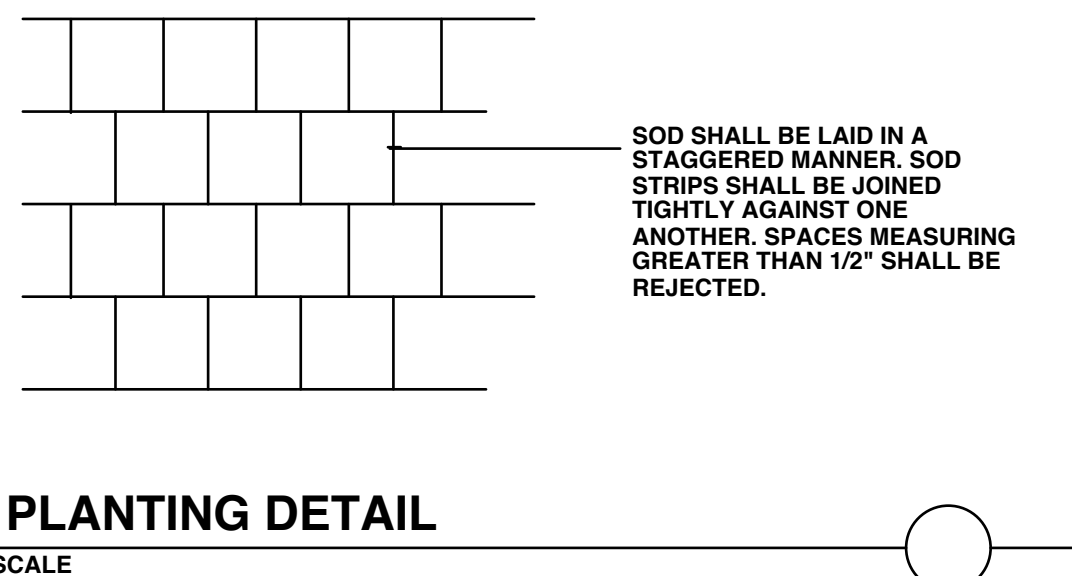 SOD SHALL BE LAID IN A
STAGGERED MANNER. SOD
STRIPS SHALL BE JOINED
TIGHTLY AGAINST ONE
ANOTHER. SPACES MEASURING
GREATER THAN 1/2" SHALL BE
REJECTED.
PLANTING DETAIL
SCALE